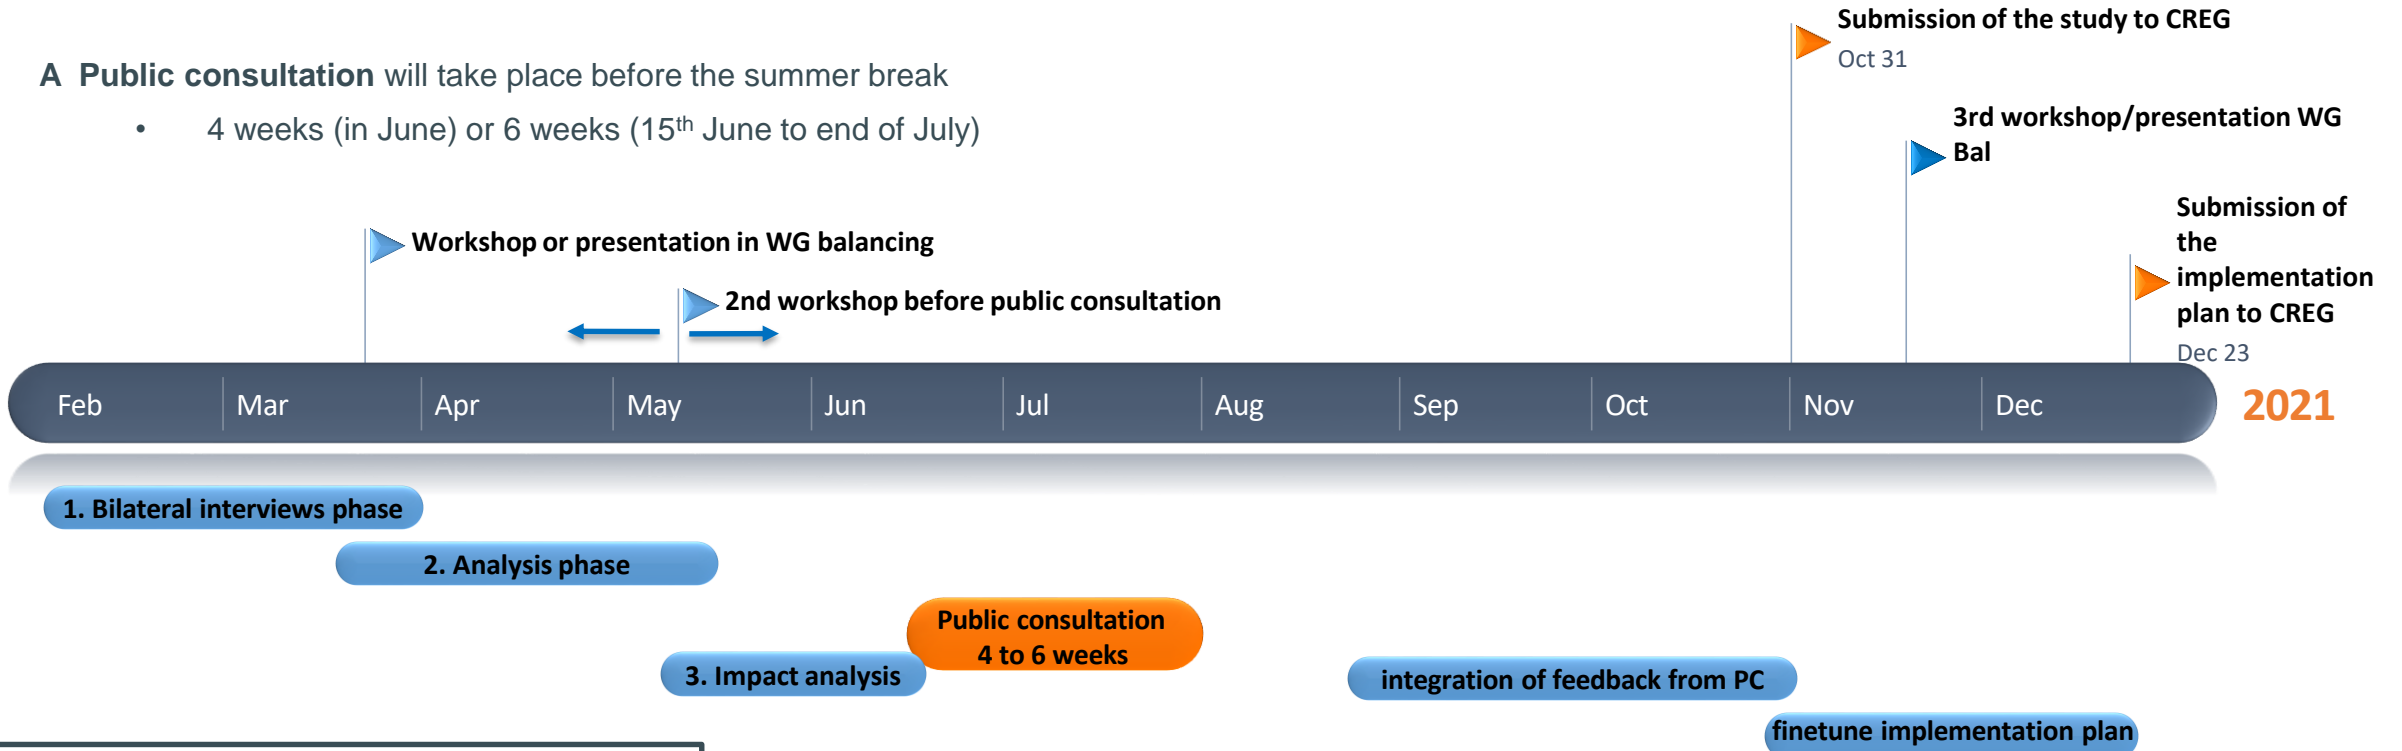 A Public consultation will take place before the summer break
• 4 weeks (in June) or 6 weeks (15th June to end of July)
Submission of the study to CREG
Oct 31
3rd workshop/presentation WG
Bal
Submission of
the
implementation
plan to CREG
Dec 23
Workshop or presentation in WG balancing
2nd workshop before public consultation
Feb Mar Apr May Jun Jul Aug Sep Oct Nov Dec 2021
1. Bilateral interviews phase
2. Analysis phase
Public consultation
4 to 6 weeks
3. Impact analysis
integration of feedback from PC
finetune implementation plan